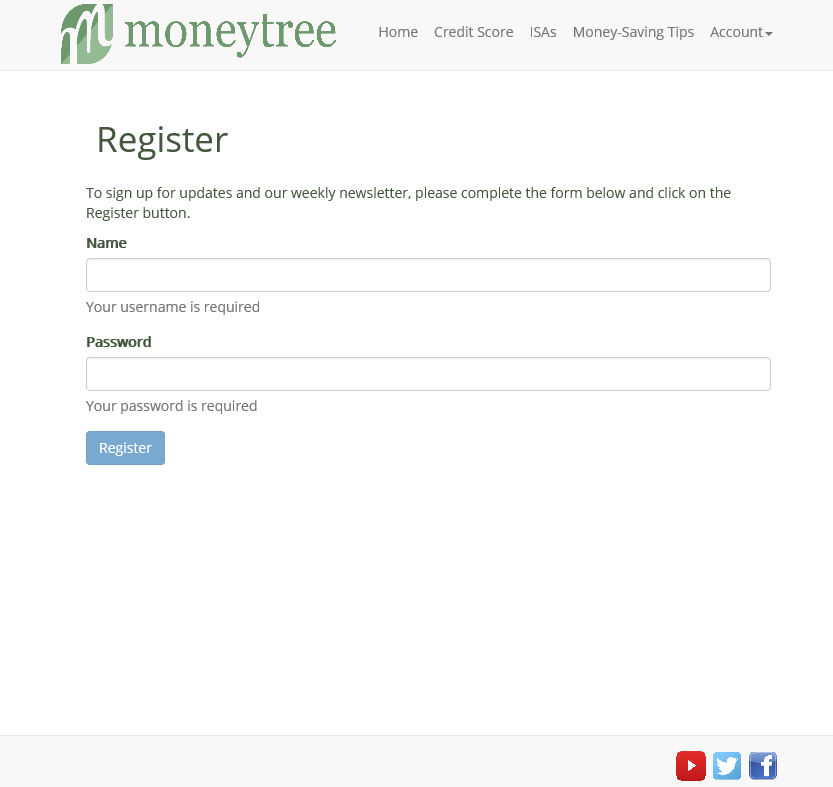 moneytree
Home Credit Score ISAs Money-Saving Tips Account
Register
To sign up for updates and our weekly newsletter, please complete the form below and click on the
Register button.
Name
Your username is required
Password
Your password is required
Register